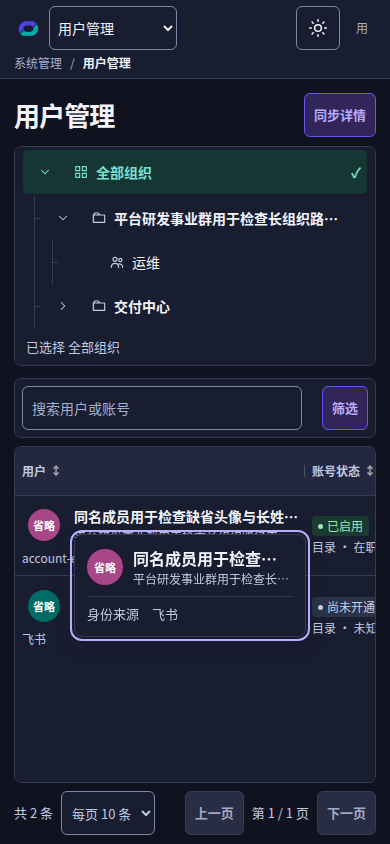 用户管理
用
系统管理 / 用户管理
用户管理
同步详情
全部组织
平台研发事业群用于检查长组织路…
运维
交付中心
已选择 全部组织
搜索用户或账号
筛选
用户
账号状态
省略
同名成员用于检查缺省头像与长姓…
已启用
account-
目录 · 在职
省略
同名成员用于检查…
平台研发事业群用于检查长…
身份来源 飞书
省略
尚未开通
飞书
目录 · 未知
共 2 条
每页 10 条
上一页
第 1 / 1 页
下一页